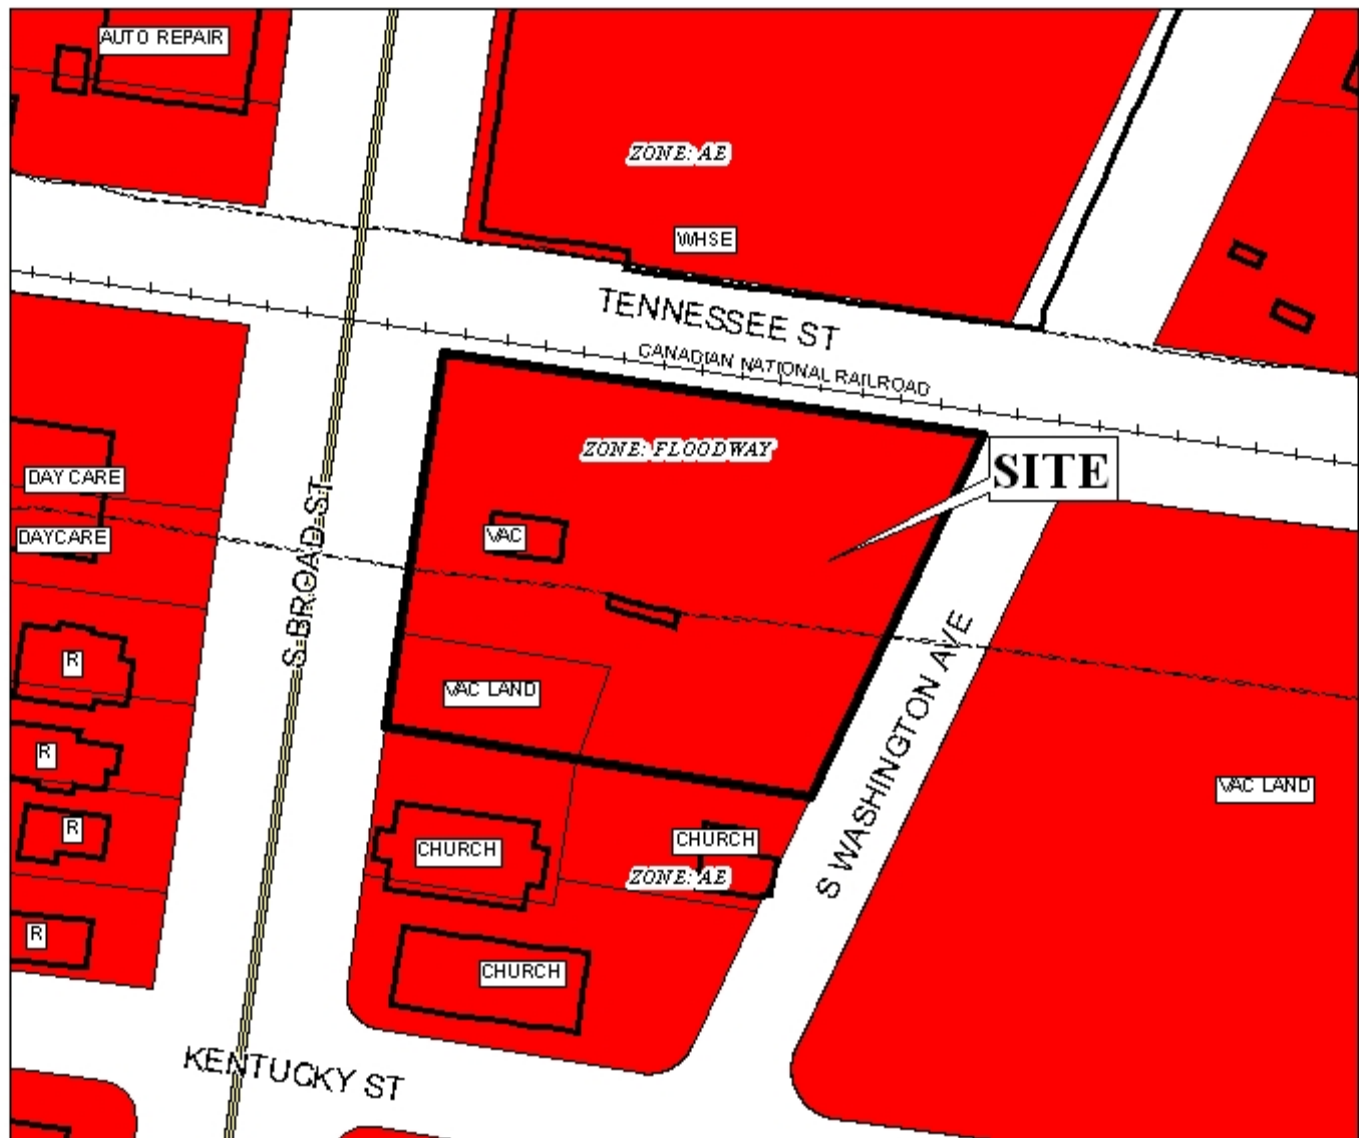 AUTO REPAIR
ZONE: AE
WHSE
TENNESSEE ST
CANADIAN NATIONAL RAILROAD
ZONE: FLOODWAY
SITE
DAY CARE
DAYCARE
VAC
S BROAD ST
R
VAC LAND
S WASHINGTON AVE
R
VAC LAND
R
CHURCH
CHURCH
ZONE: AE
R
CHURCH
KENTUCKY ST